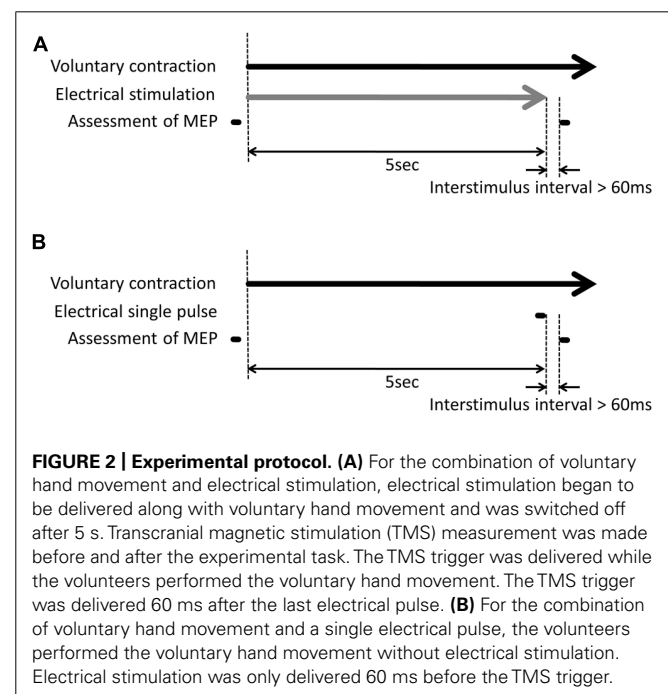 A
Voluntary contraction
Electrical stimulation
Assessment of MEP
5sec
Interstimulus interval > 60ms
B
Voluntary contraction
Electrical single pulse
Assessment of MEP
5sec
Interstimulus interval > 60ms
FIGURE 2 | Experimental protocol. (A) For the combination of voluntary
hand movement and electrical stimulation, electrical stimulation began to
be delivered along with voluntary hand movement and was switched off
after 5 s. Transcranial magnetic stimulation (TMS) measurement was made
before and after the experimental task. The TMS trigger was delivered while
the volunteers performed the voluntary hand movement. The TMS trigger
was delivered 60 ms after the last electrical pulse. (B) For the combination
of voluntary hand movement and a single electrical pulse, the volunteers
performed the voluntary hand movement without electrical stimulation.
Electrical stimulation was only delivered 60 ms before the TMS trigger.